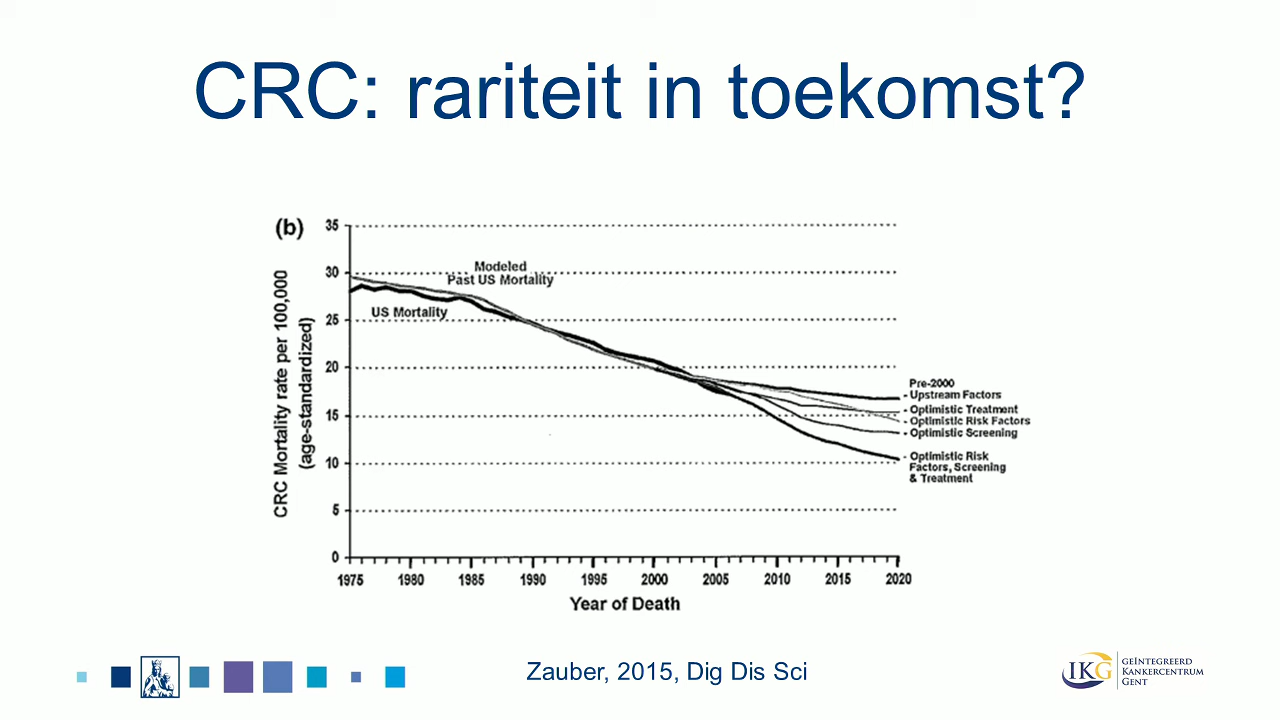 CRC: rariteit in toekomst?
(b)
35
30
25
20
15
10
5
0
CRC Mortality rate per 100,000
(age-standardized)
Modeled
Past US Mortality
US Mortality
Pre-2000
- Upstream Factors
- Optimistic Treatment
- Optimistic Risk Factors
- Optimistic Screening
- Optimistic Risk
Factors, Screening
& Treatment
1975 1980 1985 1990 1995 2000 2005 2010 2015 2020
Year of Death
Zauber, 2015, Dig Dis Sci
IKG
GEÏNTEGREERD
KANKERCENTRUM
GENT